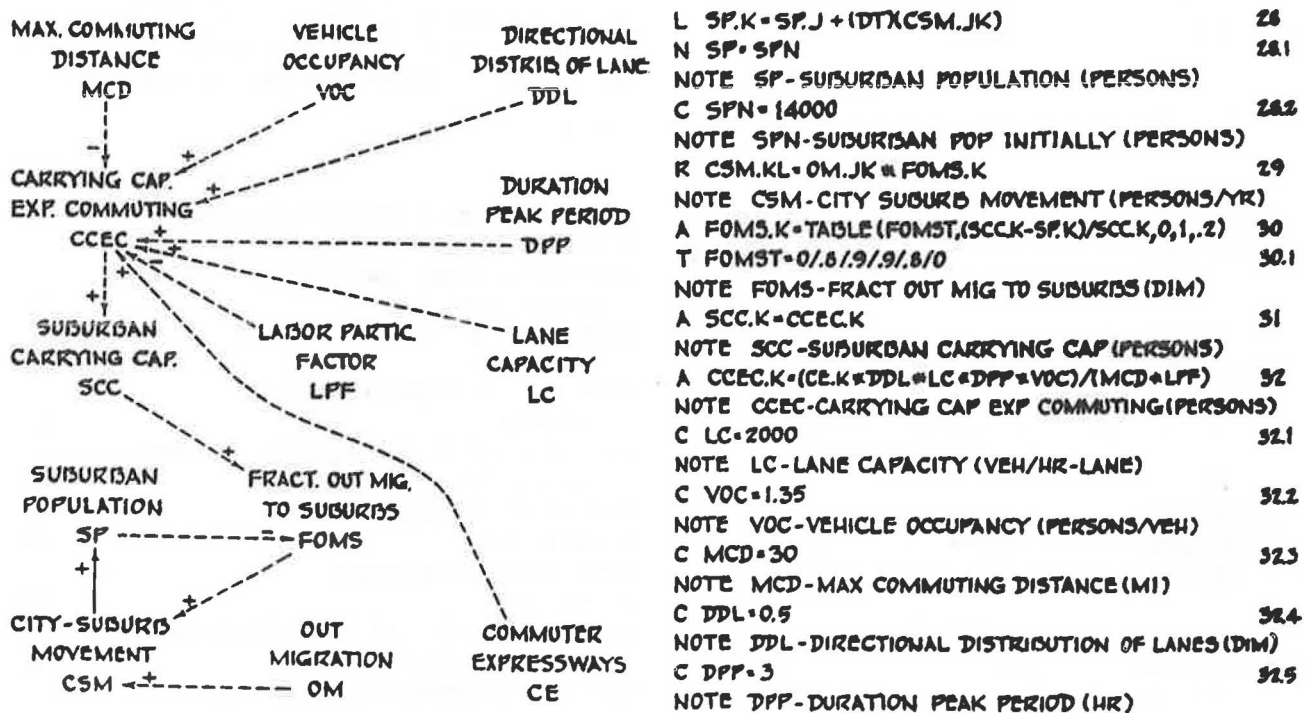 MAX. COMMUTING
DISTANCE
MCD
VEHICLE
OCCUPANCY
VOC
DIRECTIONAL
DISTRIB. OF LANE
DDL
-
+
+
CARRYING CAP.
EXP. COMMUTING
CCEC
DURATION
PEAK PERIOD
DPP
+
+
-
+
+
SUBURBAN
CARRYING CAP.
SCC
LABOR PARTIC.
FACTOR
LPF
LANE
CAPACITY
LC
+
SUBURBAN
POPULATION
SP
FRACT. OUT MIG.
TO SUBURBS
FOMS
-
+
+
CITY-SUBURB
MOVEMENT
CSM
+
OUT
MIGRATION
OM
COMMUTER
EXPRESSWAYS
CE
L SP.K=SP.J+(DTXCSM.JK) 28
N SP=SPN 28.1
NOTE SP-SUBURBAN POPULATION (PERSONS)
C SPN=14000 28.2
NOTE SPN-SUBURBAN POP INITIALLY (PERSONS)
R CSM.KL=OM.JK*FOMS.K 29
NOTE CSM-CITY SUBURB MOVEMENT (PERSONS/YR)
A FOMS.K=TABLE(FOMST,(SCC.K-SP.K)/SCC.K,0,1,.2) 30
T FOMST=0/.8/.9/.9/.8/0 30.1
NOTE FOMS-FRACT OUT MIG TO SUBURBS (DIM)
A SCC.K=CCEC.K 31
NOTE SCC-SUBURBAN CARRYING CAP (PERSONS)
A CCEC.K=(CE.K*DDL*LC*DPP*VOC)/(MCD*LPF) 32
NOTE CCEC-CARRYING CAP EXP COMMUTING (PERSONS)
C LC=2000 32.1
NOTE LC-LANE CAPACITY (VEH/HR-LANE)
C VOC=1.35 32.2
NOTE VOC-VEHICLE OCCUPANCY (PERSONS/VEH)
C MCD=30 32.3
NOTE MCD-MAX COMMUTING DISTANCE (MI)
C DDL=0.5 32.4
NOTE DDL-DIRECTIONAL DISTRIBUTION OF LANES (DIM)
C DPP=3 32.5
NOTE DPP-DURATION PEAK PERIOD (HR)